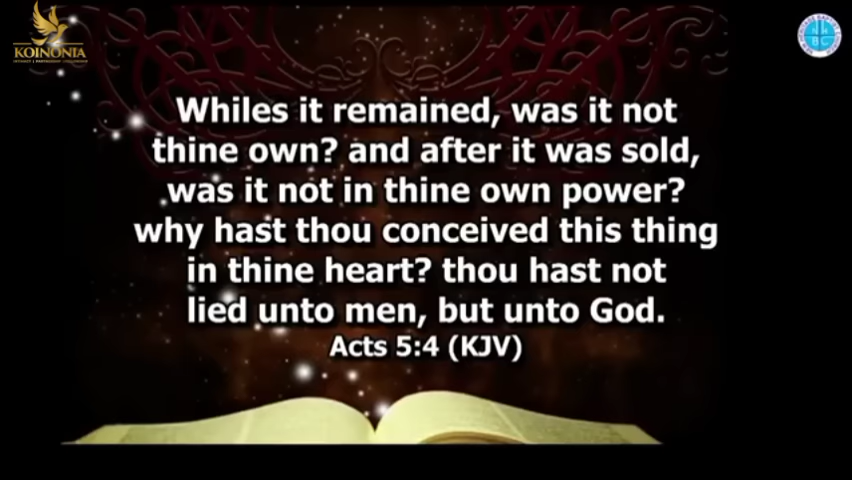 KOINONIA
Whiles it remained, was it not
thine own? and after it was sold,
was it not in thine own power?
why hast thou conceived this thing
in thine heart? thou hast not
lied unto men, but unto God.
Acts 5:4 (KJV)